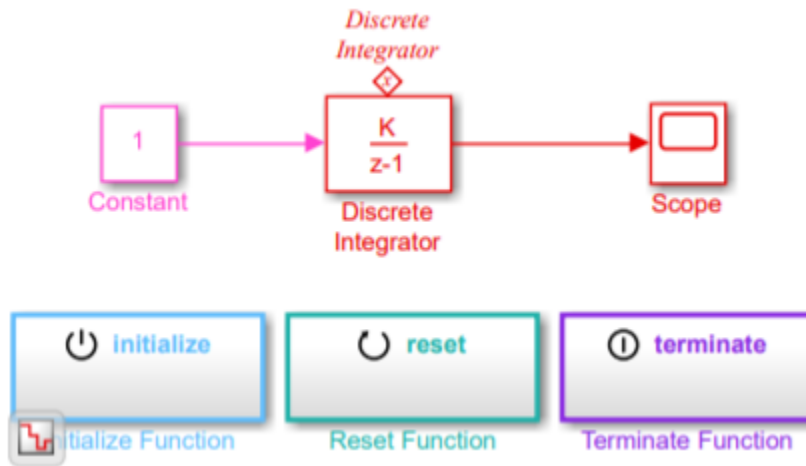 Discrete
Integrator
x
1
K
z-1
Constant
Discrete
Integrator
Scope
initialize
reset
terminate
nitialize Function
Reset Function
Terminate Function